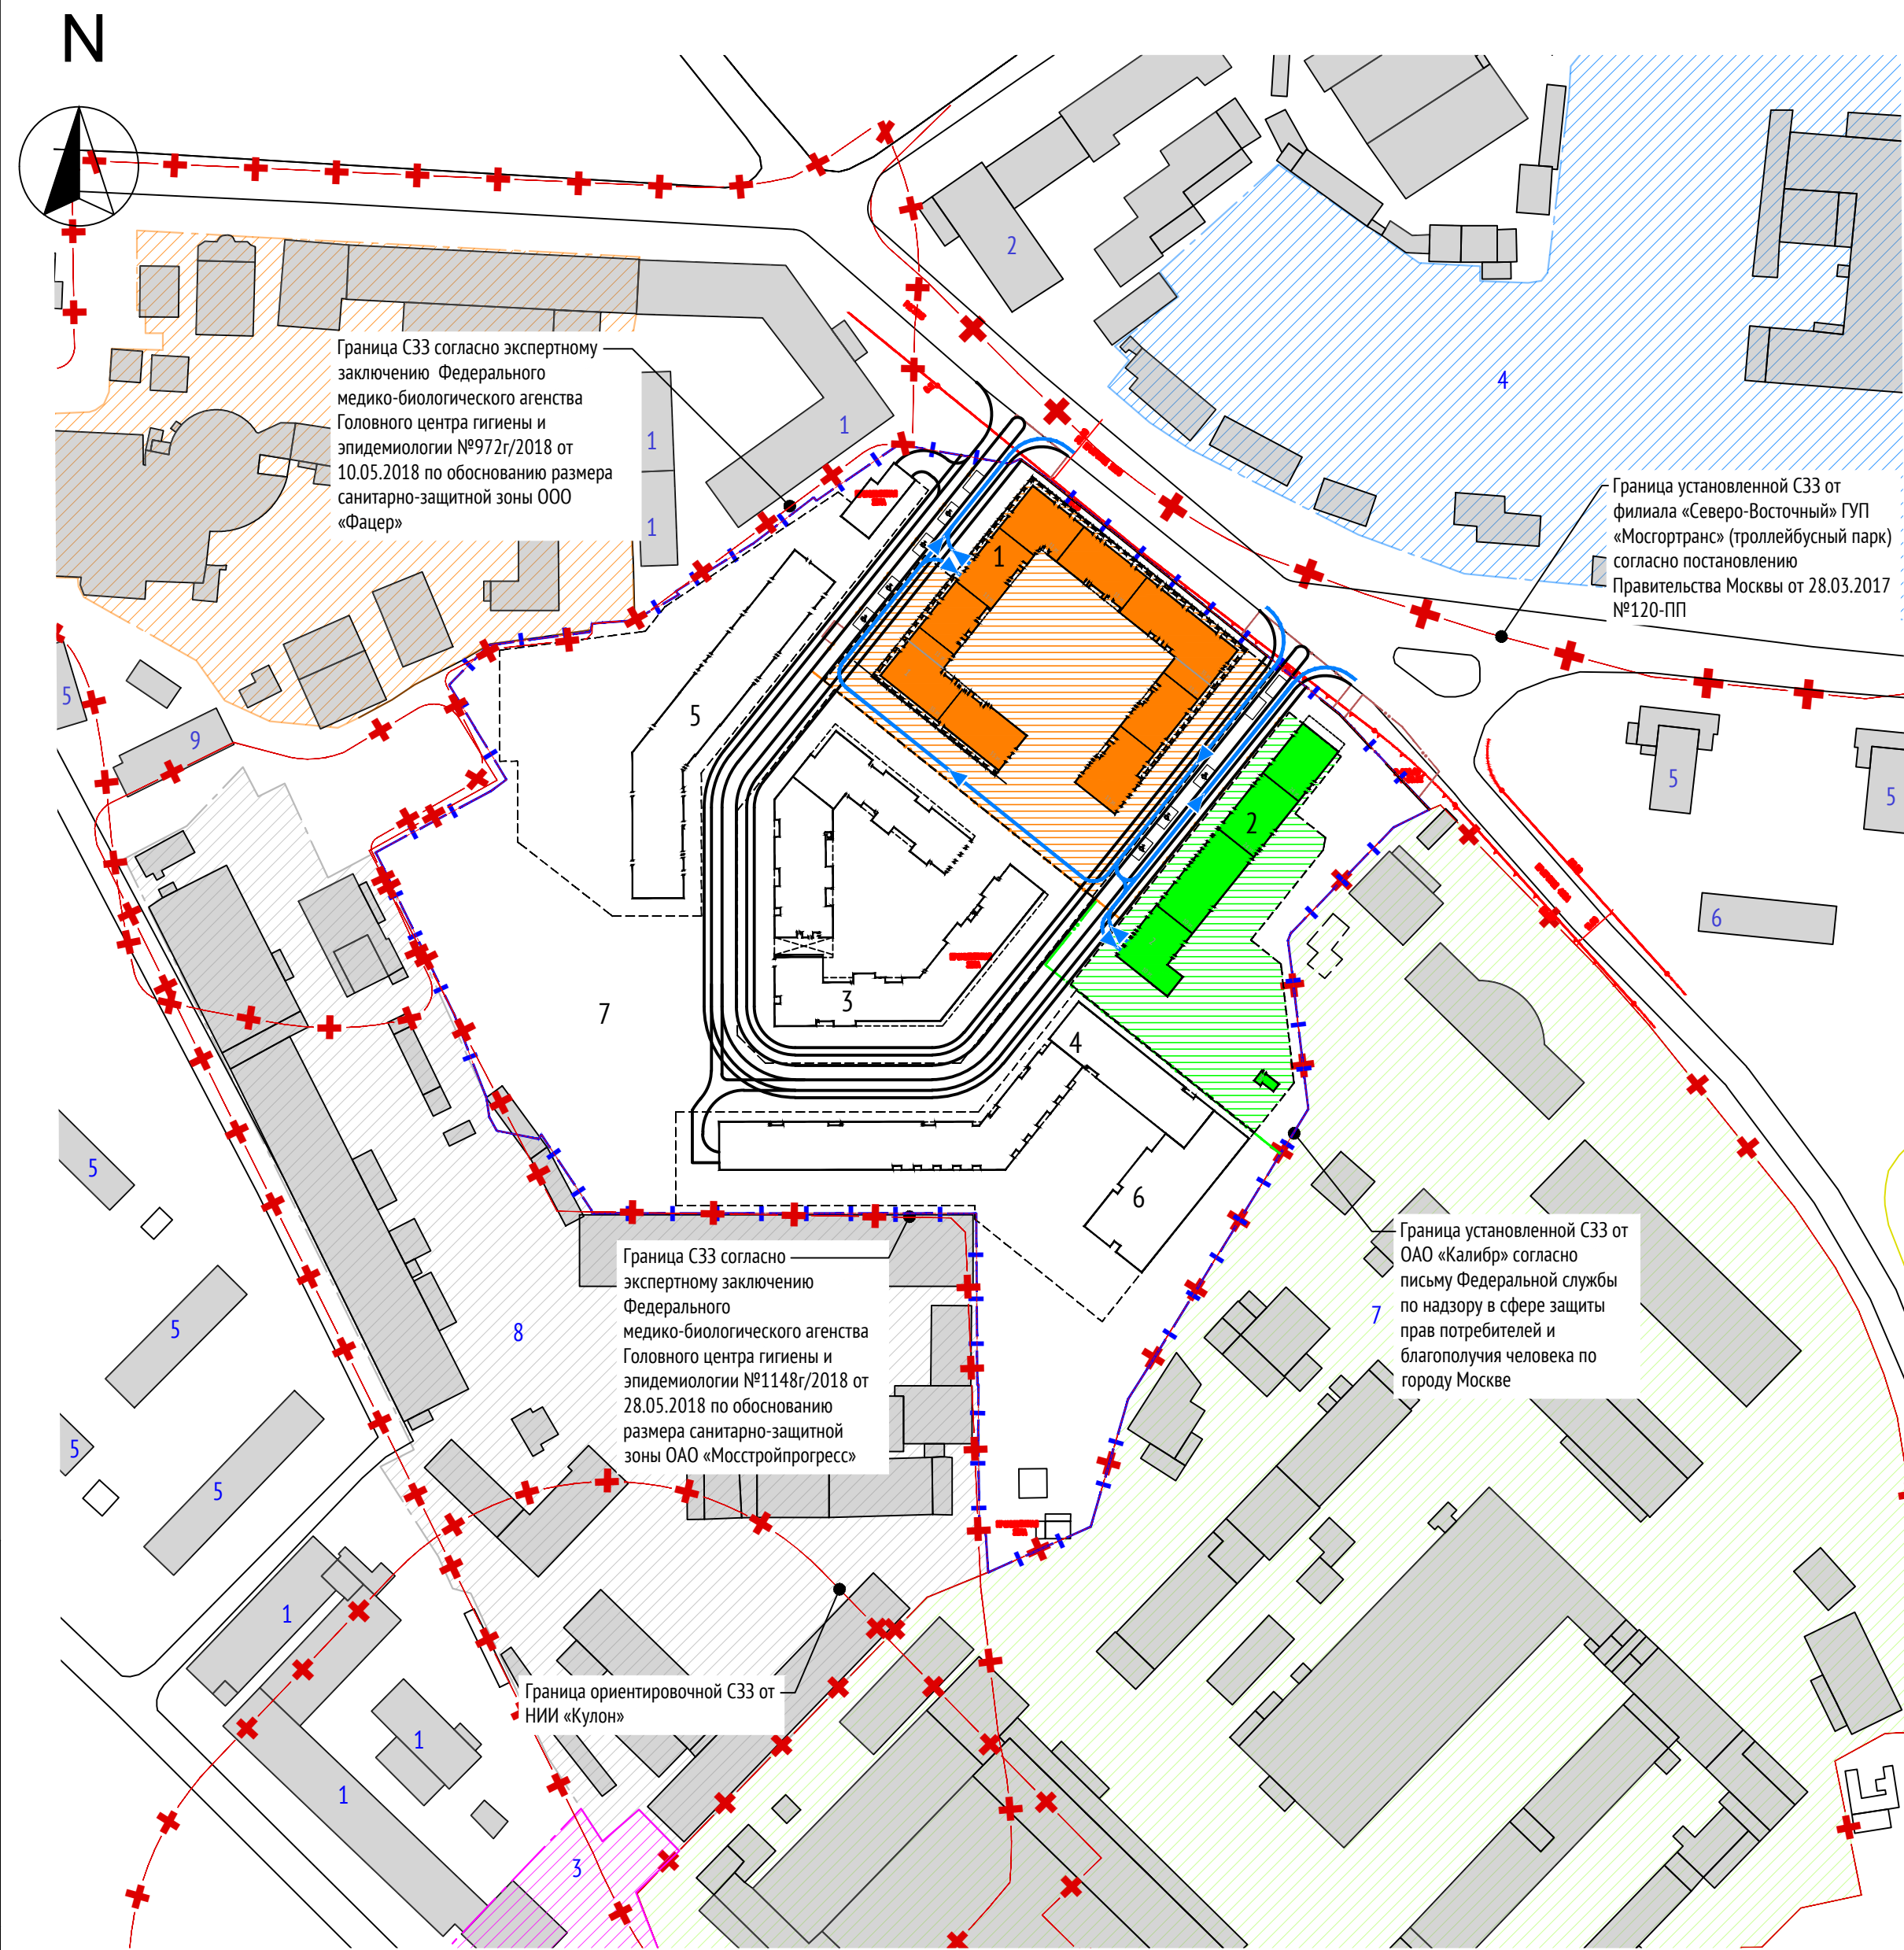 N
2
4
Граница СЗЗ согласно экспертному
заключению Федерального
медико-биологического агенства
Головного центра гигиены и
эпидемиологии №972г/2018 от
10.05.2018 по обоснованию размера
санитарно-защитной зоны ООО
«Фацер»
1
1
1
1
Граница установленной СЗЗ от
филиала «Северо-Восточный» ГУП
«Мосгортранс» (троллейбусный парк)
согласно постановлению
Правительства Москвы от 28.03.2017
№120-ПП
5
9
5
2
5
5
6
7
3
4
6
5
5
5
5
8
Граница СЗЗ согласно
экспертному заключению
Федерального
медико-биологического агенства
Головного центра гигиены и
эпидемиологии №1148г/2018 от
28.05.2018 по обоснованию
размера санитарно-защитной
зоны ОАО «Мосстройпрогресс»
7
Граница установленной СЗЗ от
ОАО «Калибр» согласно
письму Федеральной службы
по надзору в сфере защиты
прав потребителей и
благополучия человека по
городу Москве
1
1
1
Граница ориентировочной СЗЗ от
НИИ «Кулон»
3